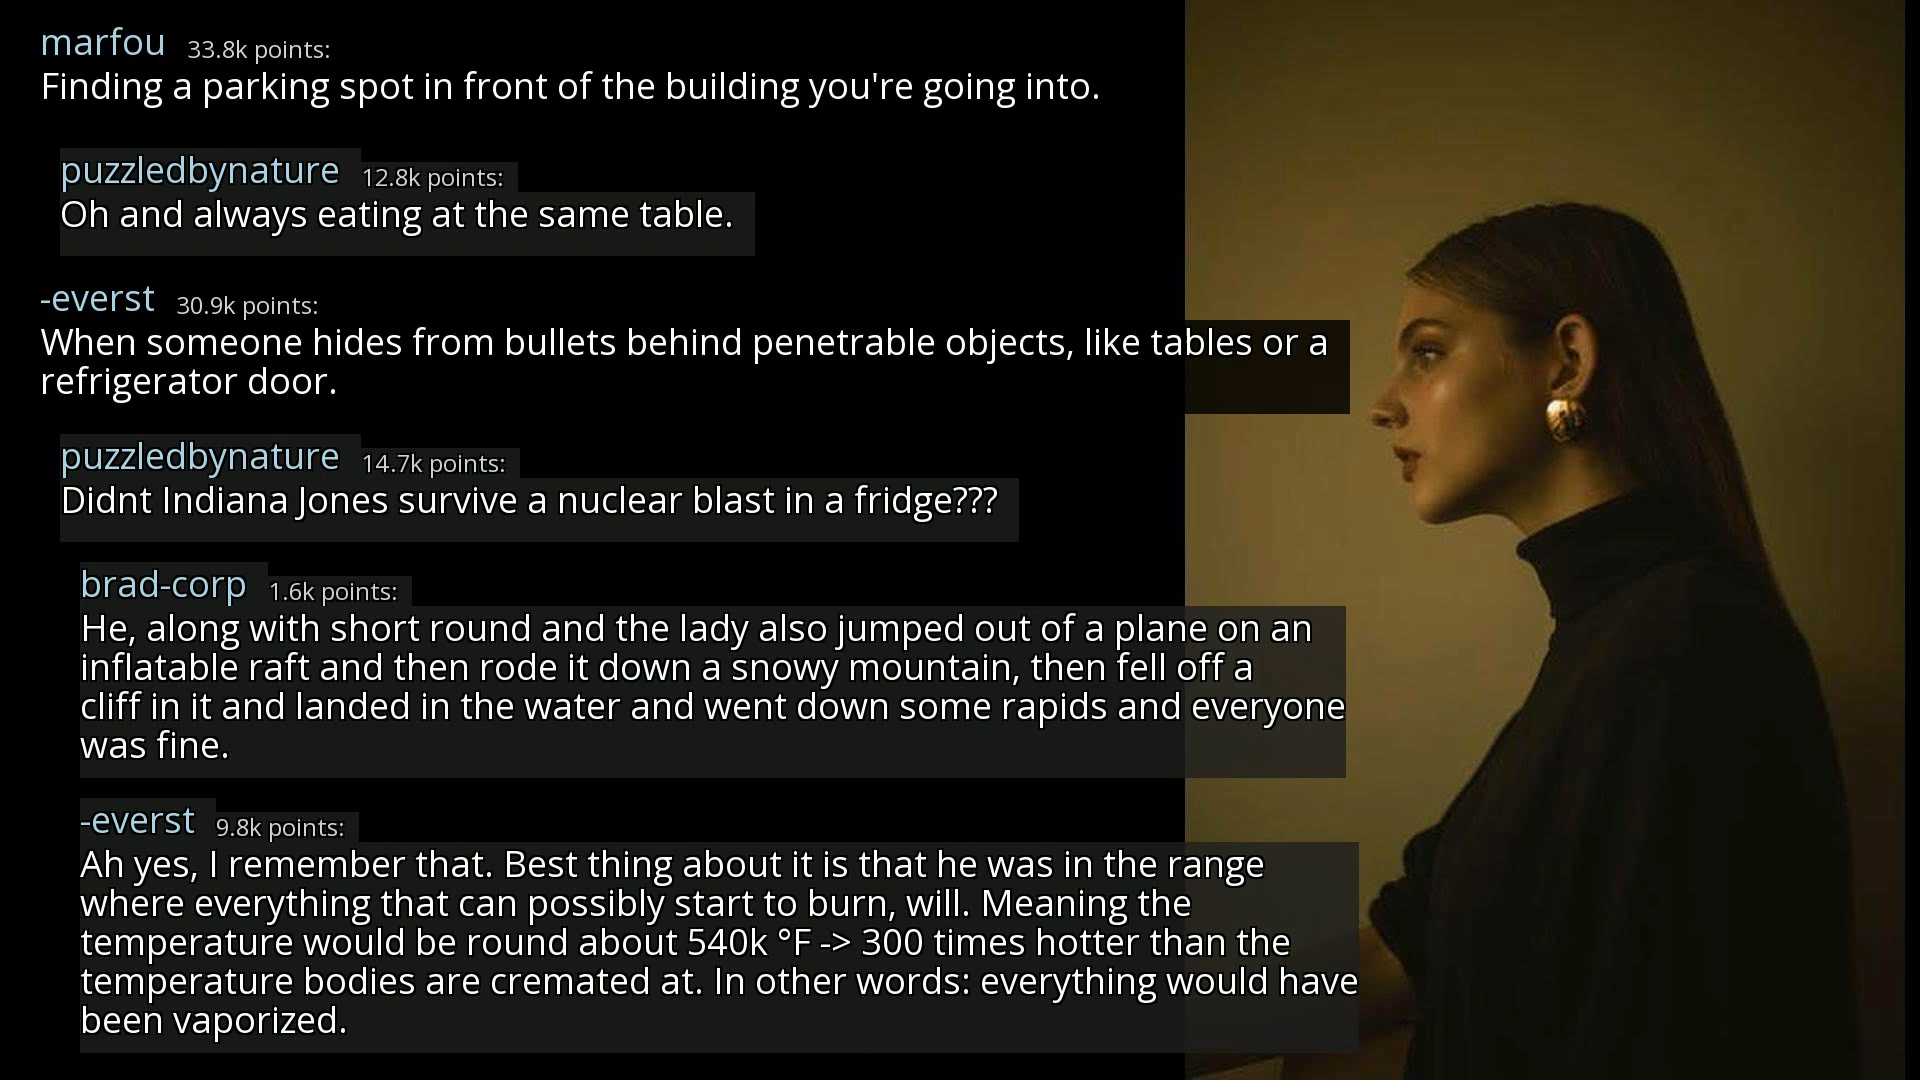 marfou 33.8k points:
Finding a parking spot in front of the building you're going into.
puzzledbynature 12.8k points:
Oh and always eating at the same table.
-everst 30.9k points:
When someone hides from bullets behind penetrable objects, like tables or a
refrigerator door.
puzzledbynature 14.7k points:
Didnt Indiana Jones survive a nuclear blast in a fridge???
brad-corp 1.6k points:
He, along with short round and the lady also jumped out of a plane on an
inflatable raft and then rode it down a snowy mountain, then fell off a
cliff in it and landed in the water and went down some rapids and everyone
was fine.
-everst 9.8k points:
Ah yes, I remember that. Best thing about it is that he was in the range
where everything that can possibly start to burn, will. Meaning the
temperature would be round about 540k °F -> 300 times hotter than the
temperature bodies are cremated at. In other words: everything would have
been vaporized.